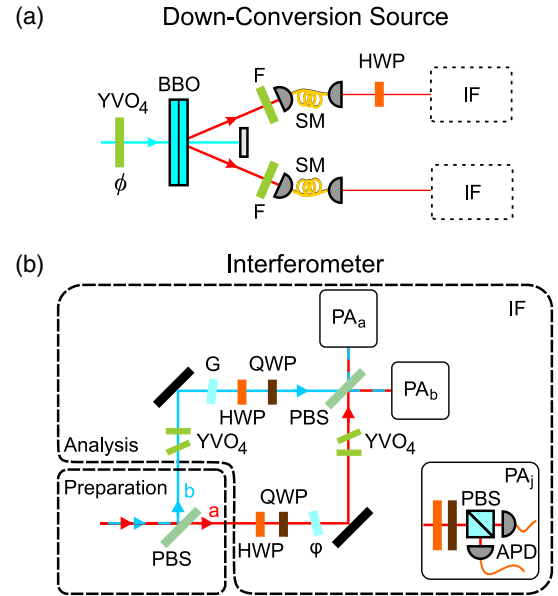 (a) Down-Conversion Source
HWP
BBO
YVO4
F
IF
SM
SM
IF
ϕ
F
(b) Interferometer
PAa
IF
G QWP
PAb
HWP PBS
YVO4 YVO4
Analysis
Preparation
b
QWP
PAj
a
PBS
PBS
HWP φ
APD